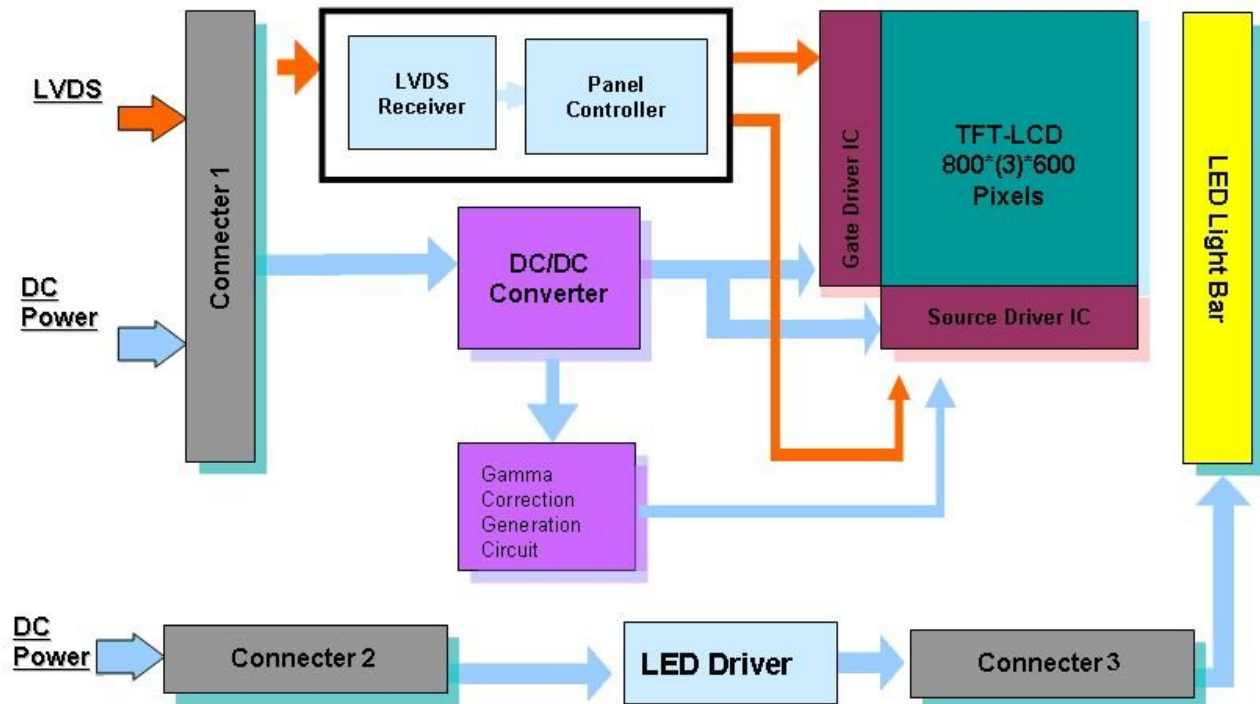 LVDS
DC
Power
Connecter 1
LVDS
Receiver
Panel
Controller
Gate Driver IC
TFT-LCD
800*(3)*600
Pixels
Source Driver IC
LED Light Bar
DC/DC
Converter
Gamma
Correction
Generation
Circuit
DC
Power
Connecter 2
LED Driver
Connecter 3